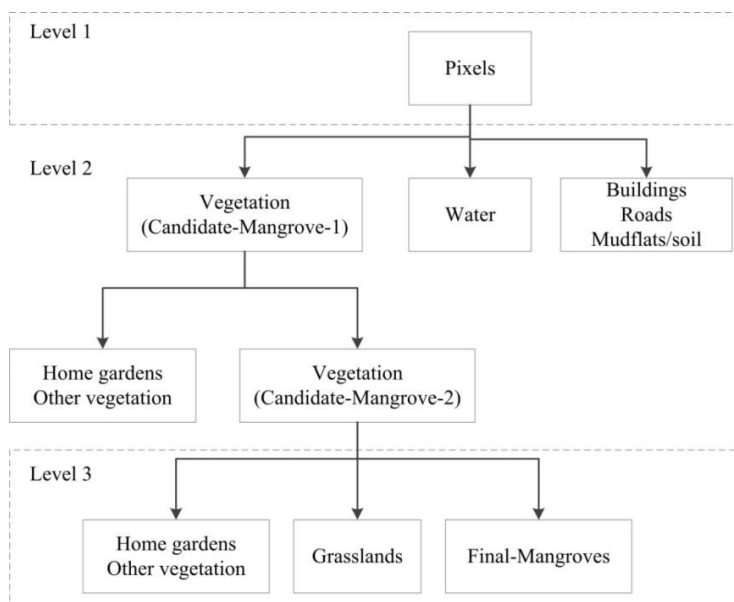 Level 1
Pixels
Level 2
Vegetation
(Candidate-Mangrove-1)
Water
Buildings
Roads
Mudflats/soil
Home gardens
Other vegetation
Vegetation
(Candidate-Mangrove-2)
Level 3
Home gardens
Other vegetation
Grasslands
Final-Mangroves